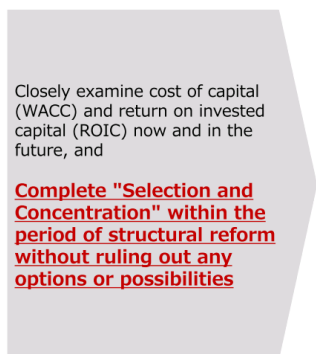 Closely examine cost of capital
(WACC) and return on invested
capital (ROIC) now and in the
future, and
Complete "Selection and
Concentration" within the
period of structural reform
without ruling out any
options or possibilities